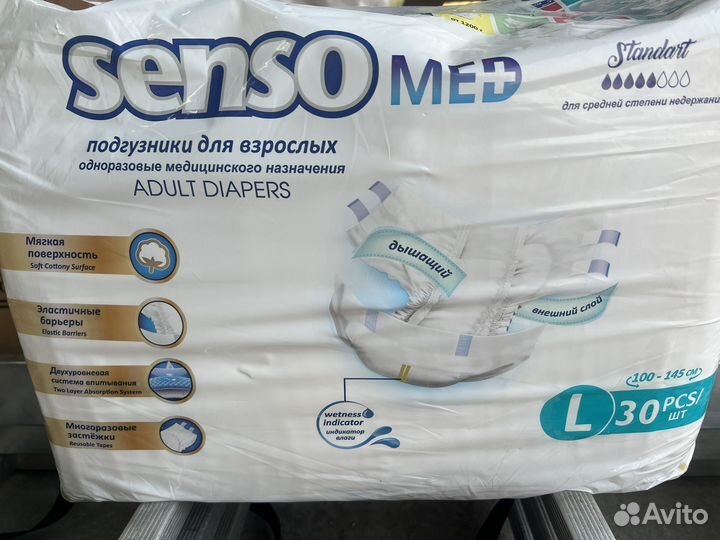 от 1200 г
senso MED
Standart
для средней степени недержани
подгузники для взрослых
одноразовые медицинского назначения
ADULT DIAPERS
Мягкая
поверхность
Soft Cottony Surface
Эластичные
барьеры
Elastic Barriers
Двухуровневая
система впитывания
Two Layer Absorption System
Многоразовые
застёжки
Reusable Tapes
дышащий
внешний слой
wetness
indicator
индикатор
влаги
100 - 145 см
L 30 PCS/
ШТ
Avito